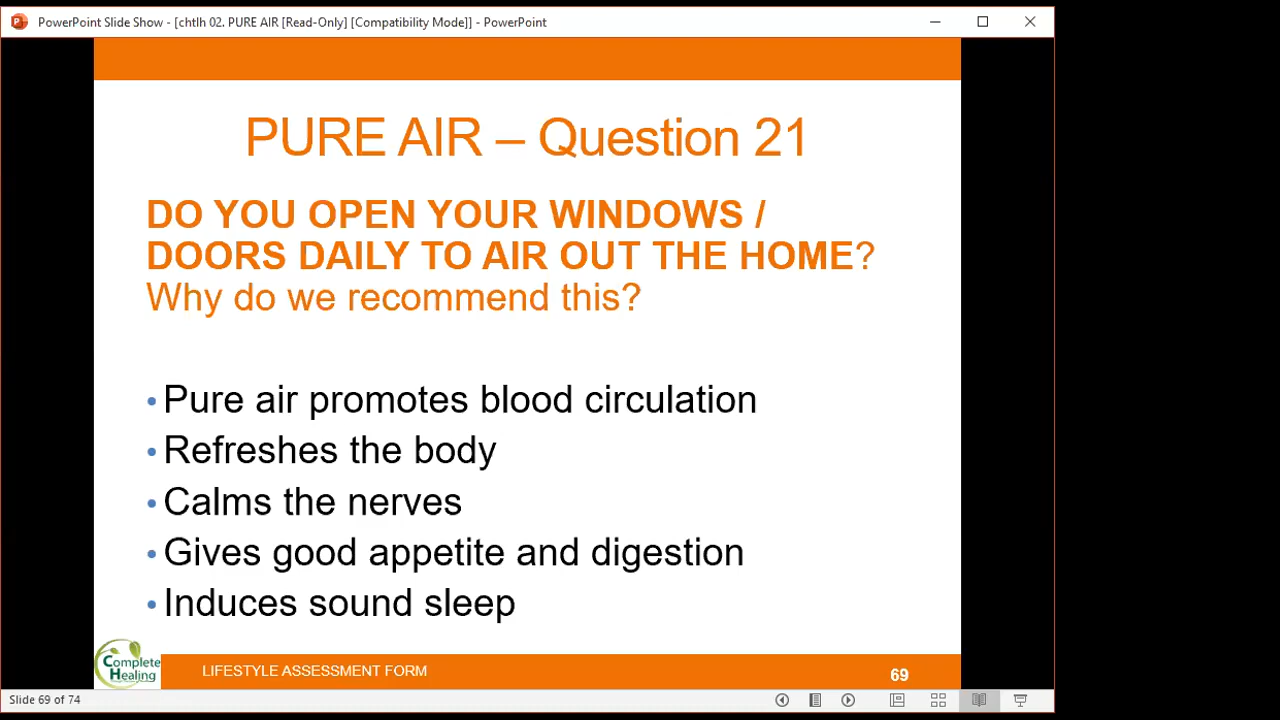 PowerPoint Slide Show - [chtlh 02. PURE AIR [Read-Only] [Compatibility Mode]] - PowerPoint
PURE AIR – Question 21
DO YOU OPEN YOUR WINDOWS /
DOORS DAILY TO AIR OUT THE HOME?
Why do we recommend this?
• Pure air promotes blood circulation
• Refreshes the body
• Calms the nerves
• Gives good appetite and digestion
• Induces sound sleep
Complete
Healing
LIFESTYLE ASSESSMENT FORM
69
Slide 69 of 74